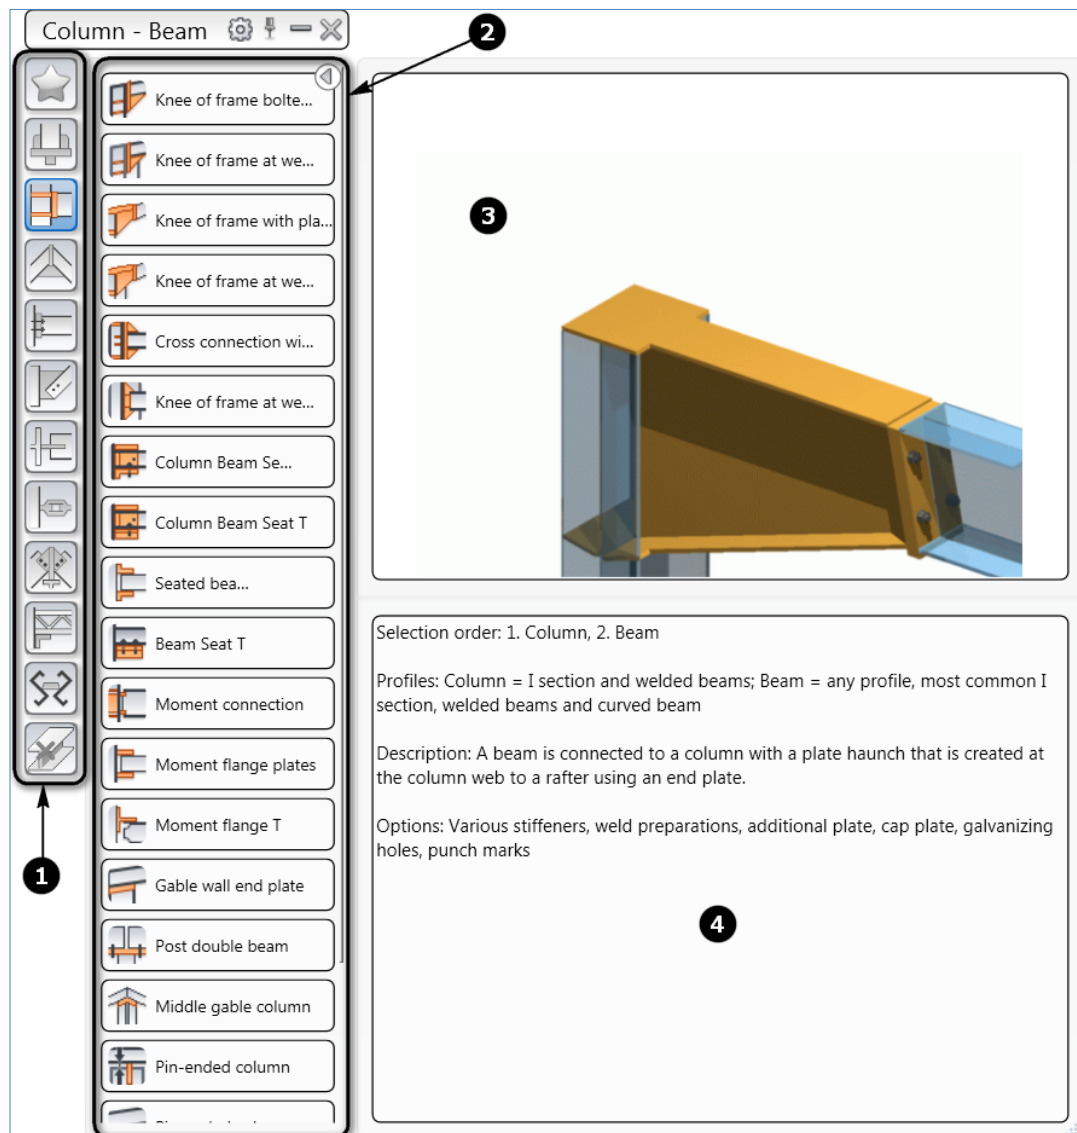 Column - Beam
2
Knee of frame bolte...
Knee of frame at we...
Knee of frame with pla...
Knee of frame at we...
Cross connection wi...
Knee of frame at we...
Column Beam Se...
Column Beam Seat T
Seated bea...
Beam Seat T
Moment connection
Moment flange plates
Moment flange T
Gable wall end plate
Post double beam
Middle gable column
Pin-ended column
1
3
Selection order: 1. Column, 2. Beam
Profiles: Column = I section and welded beams; Beam = any profile, most common I
section, welded beams and curved beam
Description: A beam is connected to a column with a plate haunch that is created at
the column web to a rafter using an end plate.
Options: Various stiffeners, weld preparations, additional plate, cap plate, galvanizing
holes, punch marks
4